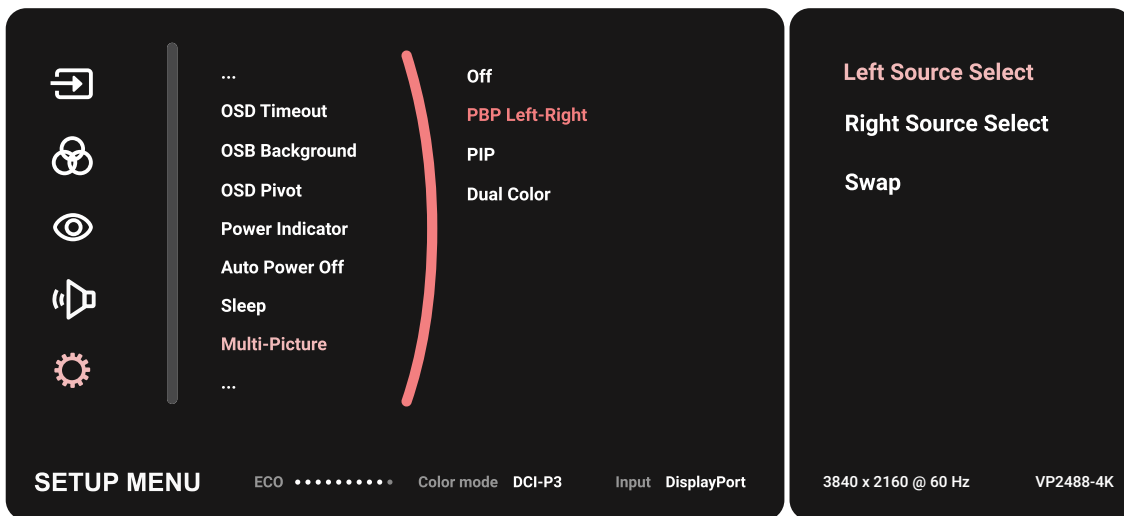 ...
OSD Timeout
OSB Background
OSD Pivot
Power Indicator
Auto Power Off
Sleep
Multi-Picture
...
Off
PBP Left-Right
PIP
Dual Color
Left Source Select
Right Source Select
Swap
SETUP MENU
ECO
Color mode DCI-P3
Input DisplayPort
3840 x 2160 @ 60 Hz
VP2488-4K